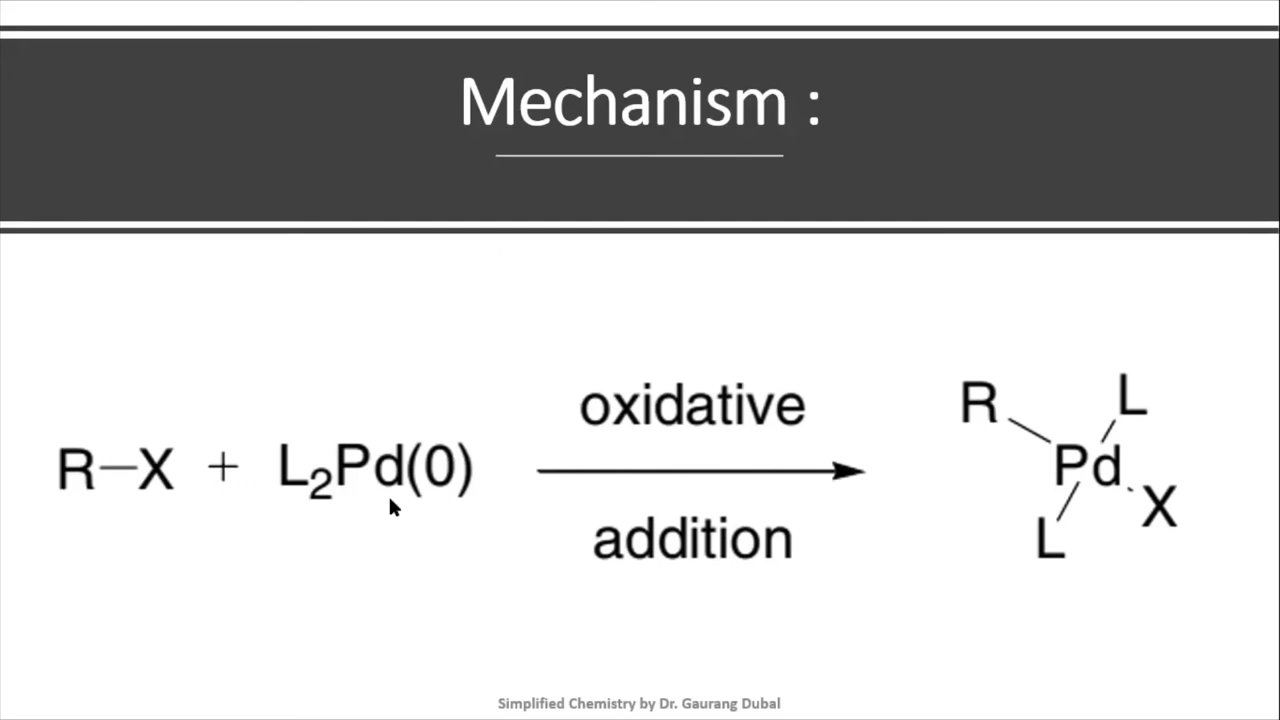 Mechanism :
oxidative
R–X + L₂Pd(0)
addition
R
L
Pd
X
L
Simplified Chemistry by Dr. Gaurang Dubal